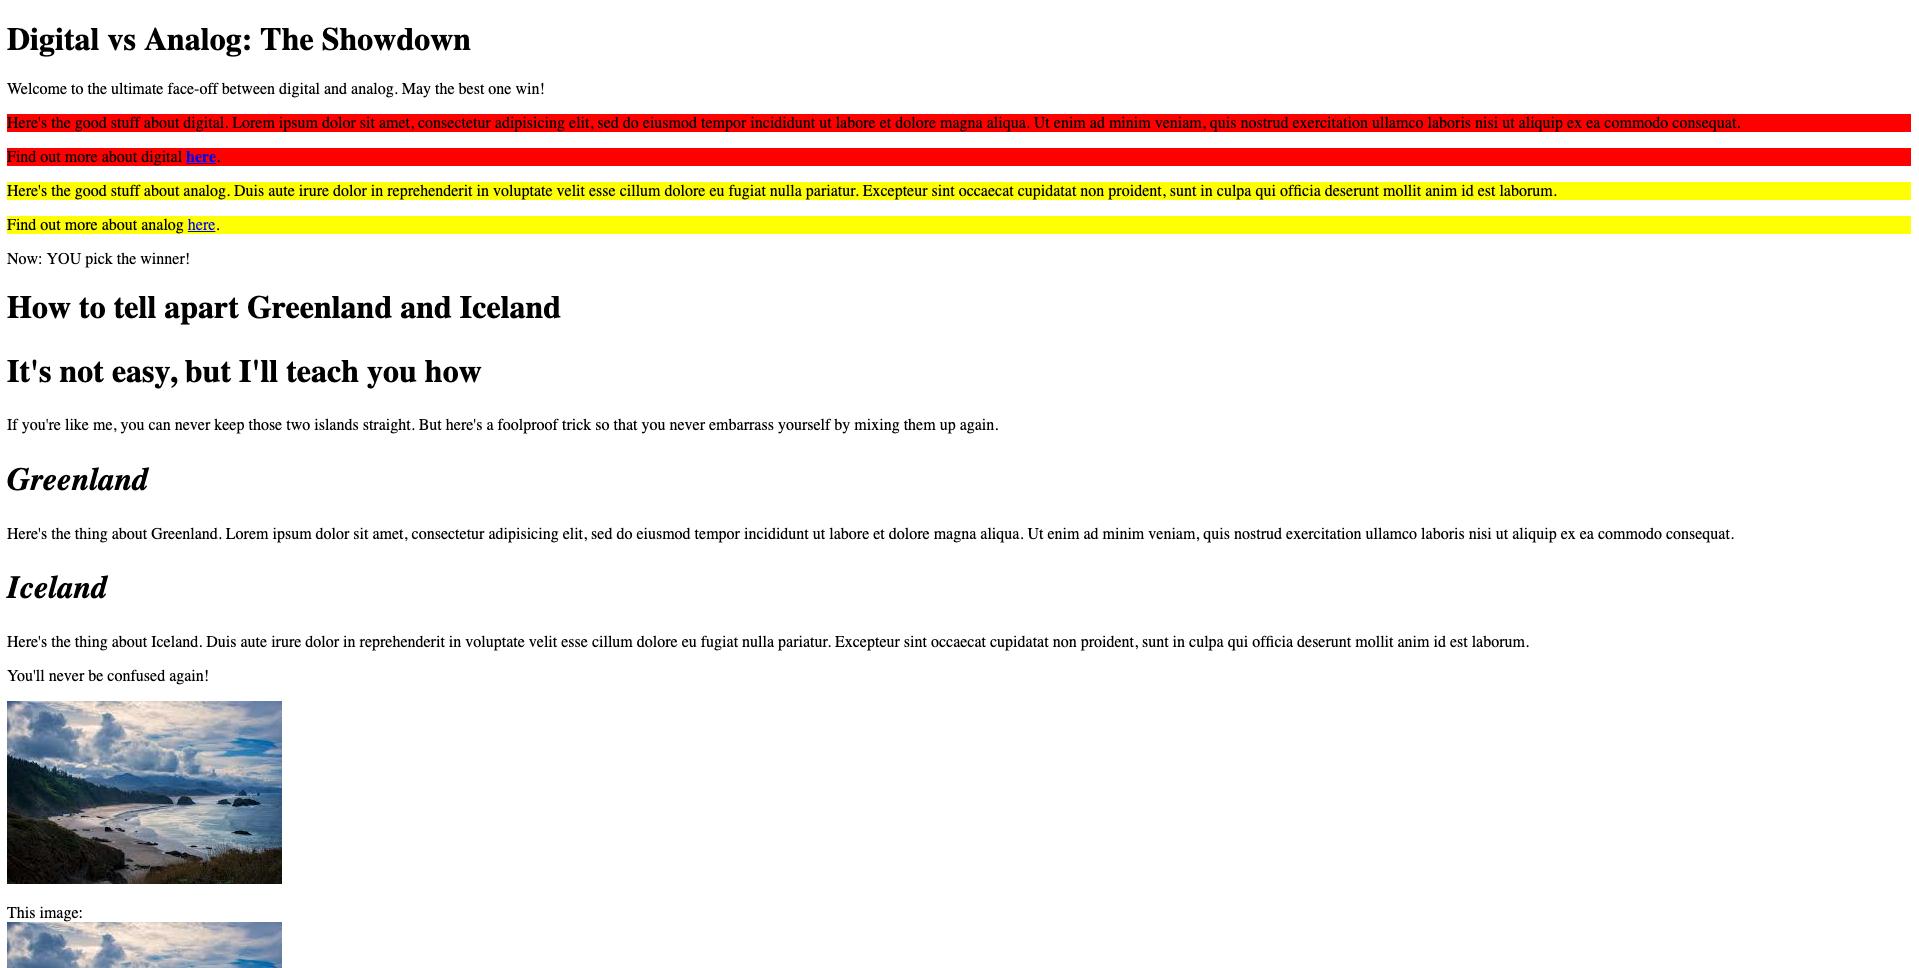 Digital vs Analog: The Showdown
Welcome to the ultimate face-off between digital and analog. May the best one win!
Here's the good stuff about digital. Lorem ipsum dolor sit amet, consectetur adipisicing elit, sed do eiusmod tempor incididunt ut labore et dolore magna aliqua. Ut enim ad minim veniam, quis nostrud exercitation ullamco laboris nisi ut aliquip ex ea commodo consequat.
Find out more about digital here.
Here's the good stuff about analog. Duis aute irure dolor in reprehenderit in voluptate velit esse cillum dolore eu fugiat nulla pariatur. Excepteur sint occaecat cupidatat non proident, sunt in culpa qui officia deserunt mollit anim id est laborum.
Find out more about analog here.
Now: YOU pick the winner!
How to tell apart Greenland and Iceland
It's not easy, but I'll teach you how
If you're like me, you can never keep those two islands straight. But here's a foolproof trick so that you never embarrass yourself by mixing them up again.
Greenland
Here's the thing about Greenland. Lorem ipsum dolor sit amet, consectetur adipisicing elit, sed do eiusmod tempor incididunt ut labore et dolore magna aliqua. Ut enim ad minim veniam, quis nostrud exercitation ullamco laboris nisi ut aliquip ex ea commodo consequat.
Iceland
Here's the thing about Iceland. Duis aute irure dolor in reprehenderit in voluptate velit esse cillum dolore eu fugiat nulla pariatur. Excepteur sint occaecat cupidatat non proident, sunt in culpa qui officia deserunt mollit anim id est laborum.
You'll never be confused again!
This image: